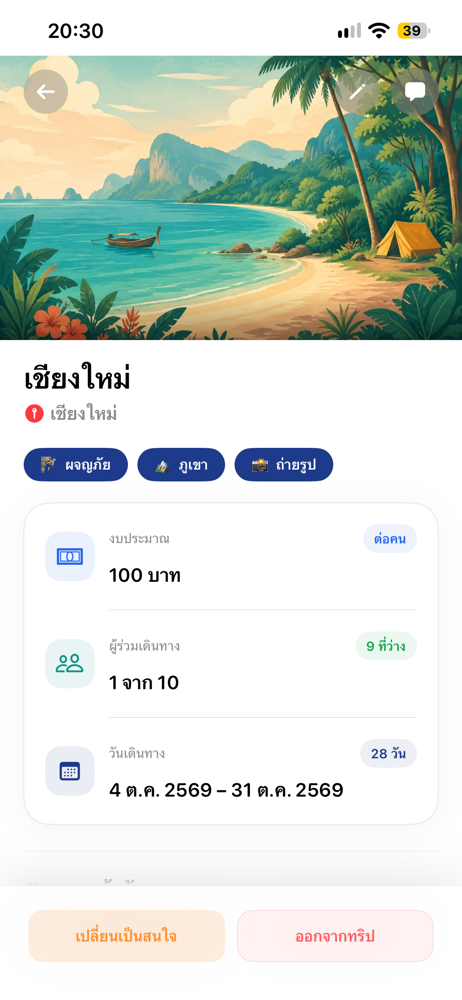 20:30
39
เชียงใหม่
เชียงใหม่
ผจญภัย ภูเขา ถ่ายรูป
งบประมาณ ต่อคน
100 บาท
ผู้ร่วมเดินทาง 9 ที่ว่าง
1 จาก 10
วันเดินทาง 28 วัน
4 ต.ค. 2569 – 31 ต.ค. 2569
เปลี่ยนเป็นสนใจ ออกจากทริป